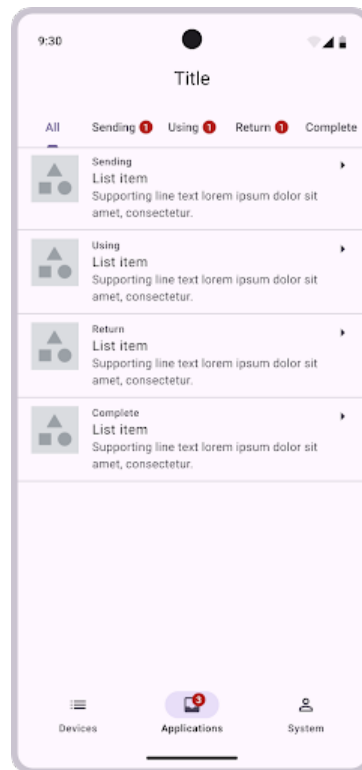 9:30
Title
All Sending 1 Using 1 Return 1 Complete
Sending
List item
Supporting line text lorem ipsum dolor sit
amet, consectetur.
Using
List item
Supporting line text lorem ipsum dolor sit
amet, consectetur.
Return
List item
Supporting line text lorem ipsum dolor sit
amet, consectetur.
Complete
List item
Supporting line text lorem ipsum dolor sit
amet, consectetur.
3
Devices Applications System